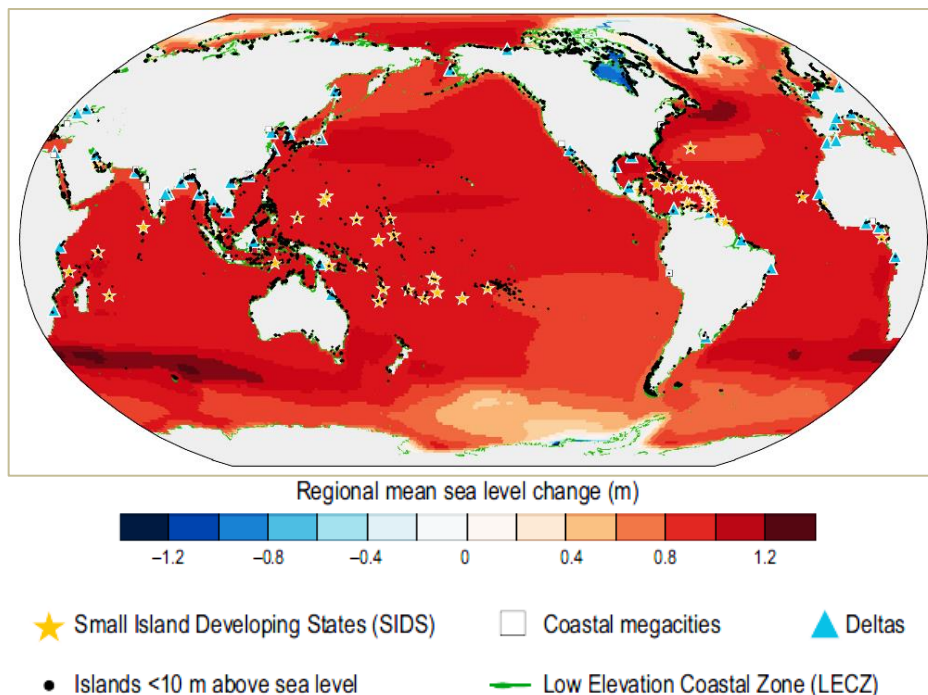 Regional mean sea level change (m)
−1.2 −0.8 −0.4 0 0.4 0.8 1.2
Small Island Developing States (SIDS) Coastal megacities Deltas
Islands <10 m above sea level Low Elevation Coastal Zone (LECZ)